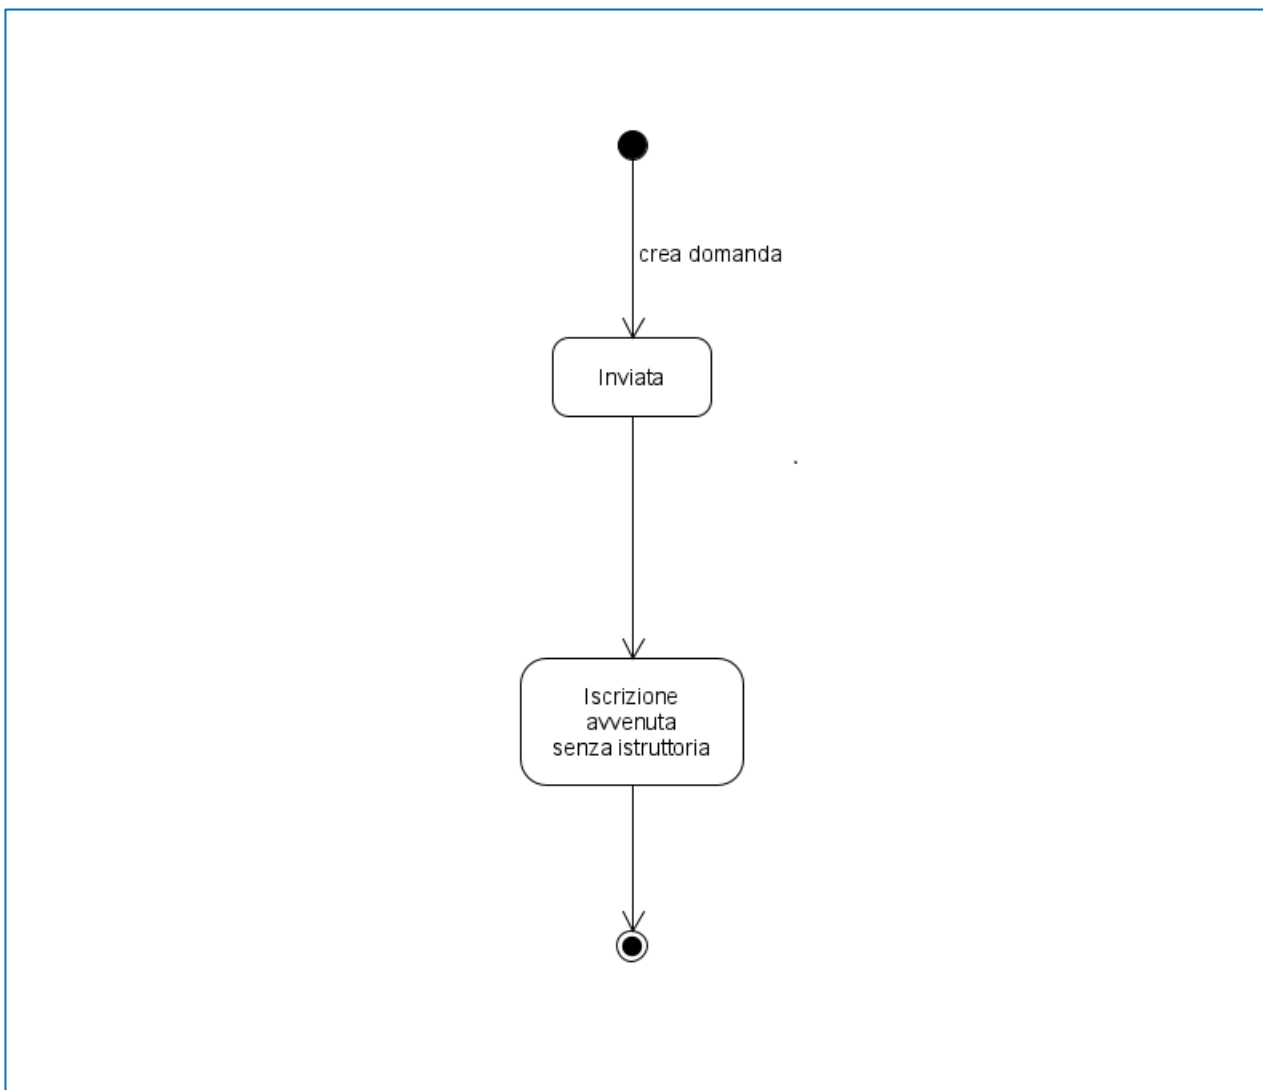 crea domanda
Inviata
Iscrizione
avvenuta
senza istruttoria